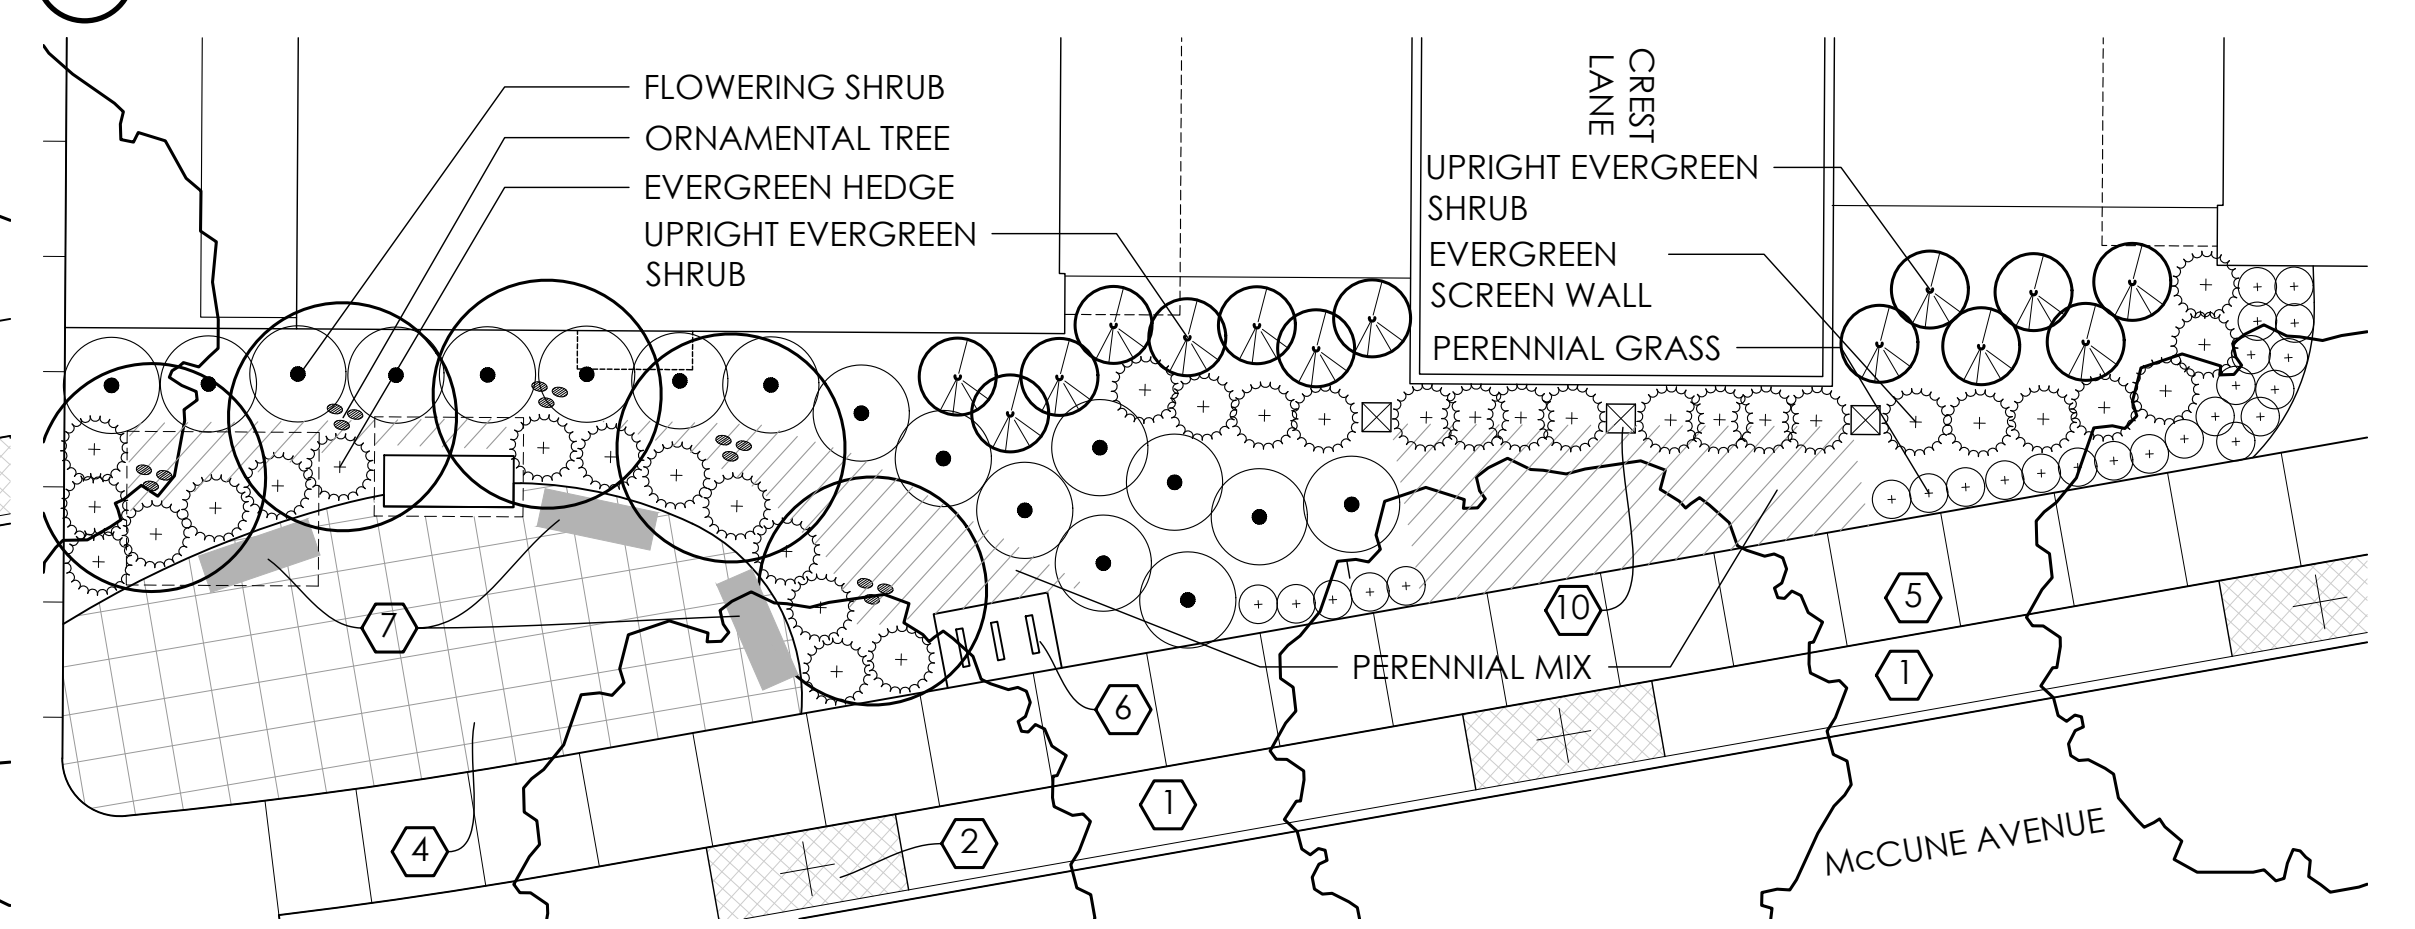 FLOWERING SHRUB
ORNAMENTAL TREE
EVERGREEN HEDGE
UPRIGHT EVERGREEN
SHRUB
CREST
LANE
UPRIGHT EVERGREEN
SHRUB
EVERGREEN
SCREEN WALL
PERENNIAL GRASS
7
10
5
PERENNIAL MIX
1
6
1
4
2
McCUNE AVENUE